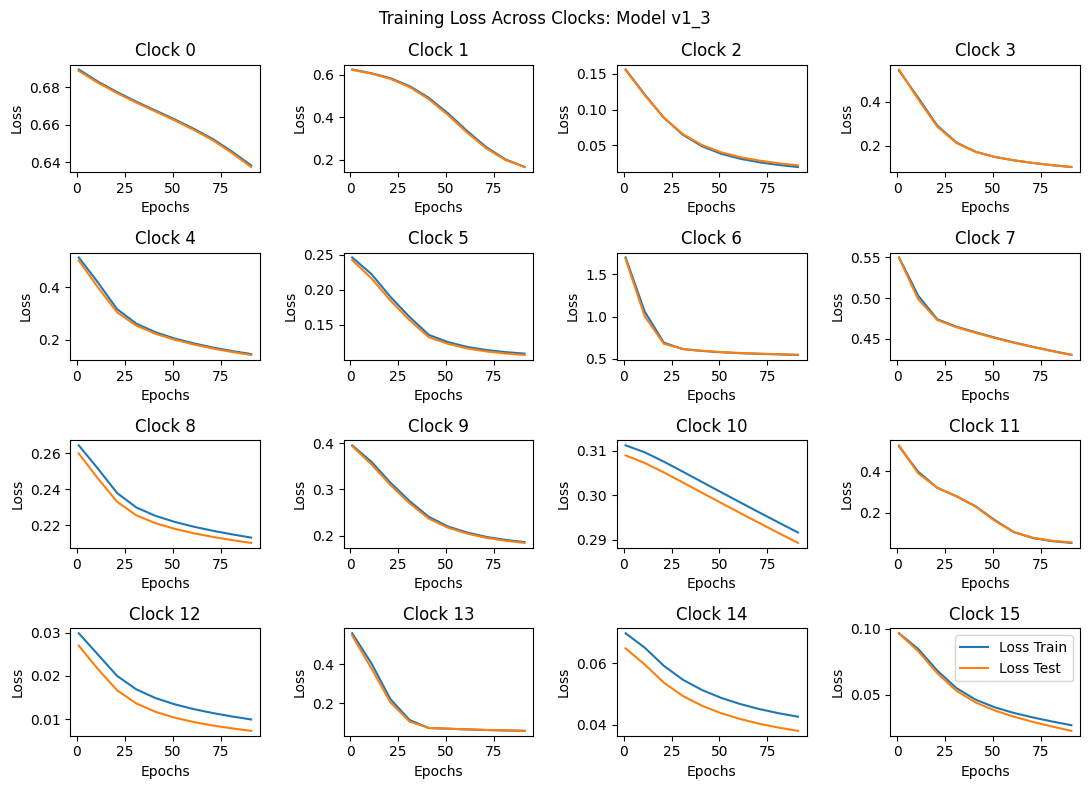 Training Loss Across Clocks: Model v1_3
Clock 0
Loss
0.68
0.66
0.64
0 25 50 75
Epochs
Clock 1
Loss
0.6
0.4
0.2
0 25 50 75
Epochs
Clock 2
Loss
0.15
0.10
0.05
0 25 50 75
Epochs
Clock 3
Loss
0.4
0.2
0 25 50 75
Epochs
Clock 4
Loss
0.4
0.2
0 25 50 75
Epochs
Clock 5
Loss
0.25
0.20
0.15
0 25 50 75
Epochs
Clock 6
Loss
1.5
1.0
0.5
0 25 50 75
Epochs
Clock 7
Loss
0.55
0.50
0.45
0 25 50 75
Epochs
Clock 8
Loss
0.26
0.24
0.22
0 25 50 75
Epochs
Clock 9
Loss
0.4
0.3
0.2
0 25 50 75
Epochs
Clock 10
Loss
0.31
0.30
0.29
0 25 50 75
Epochs
Clock 11
Loss
0.4
0.2
0 25 50 75
Epochs
Clock 12
Loss
0.03
0.02
0.01
0 25 50 75
Epochs
Clock 13
Loss
0.4
0.2
0 25 50 75
Epochs
Clock 14
Loss
0.06
0.04
0 25 50 75
Epochs
Clock 15
Loss
0.10
0.05
Loss Train
Loss Test
0 25 50 75
Epochs